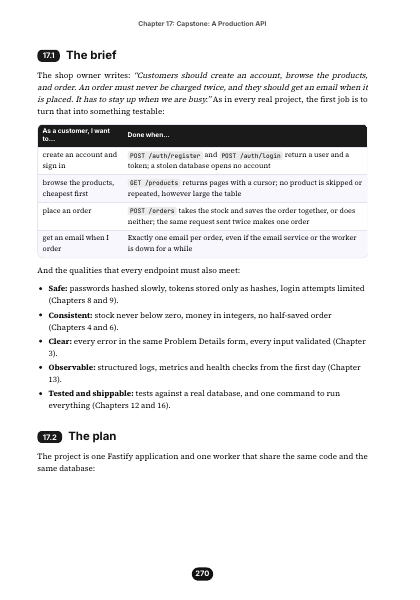 Chapter 17: Capstone: A Production API
17.1 The brief
The shop owner writes: “Customers should create an account, browse the products,
and order. An order must never be charged twice, and they should get an email when it
is placed. It has to stay up when we are busy.” As in every real project, the first job is to
turn that into something testable:
As a customer, I want
to…
Done when…
create an account and
sign in
POST /auth/register and POST /auth/login return a user and a
token; a stolen database opens no account
browse the products,
cheapest first
GET /products returns pages with a cursor; no product is skipped or
repeated, however large the table
place an order
POST /orders takes the stock and saves the order together, or does
neither; the same request sent twice makes one order
get an email when I
order
Exactly one email per order, even if the email service or the worker
is down for a while
And the qualities that every endpoint must also meet:
• Safe: passwords hashed slowly, tokens stored only as hashes, login attempts limited
(Chapters 8 and 9).
• Consistent: stock never below zero, money in integers, no half-saved order
(Chapters 4 and 6).
• Clear: every error in the same Problem Details form, every input validated (Chapter
3).
• Observable: structured logs, metrics and health checks from the first day (Chapter
13).
• Tested and shippable: tests against a real database, and one command to run
everything (Chapters 12 and 16).
17.2 The plan
The project is one Fastify application and one worker that share the same code and the
same database:
270